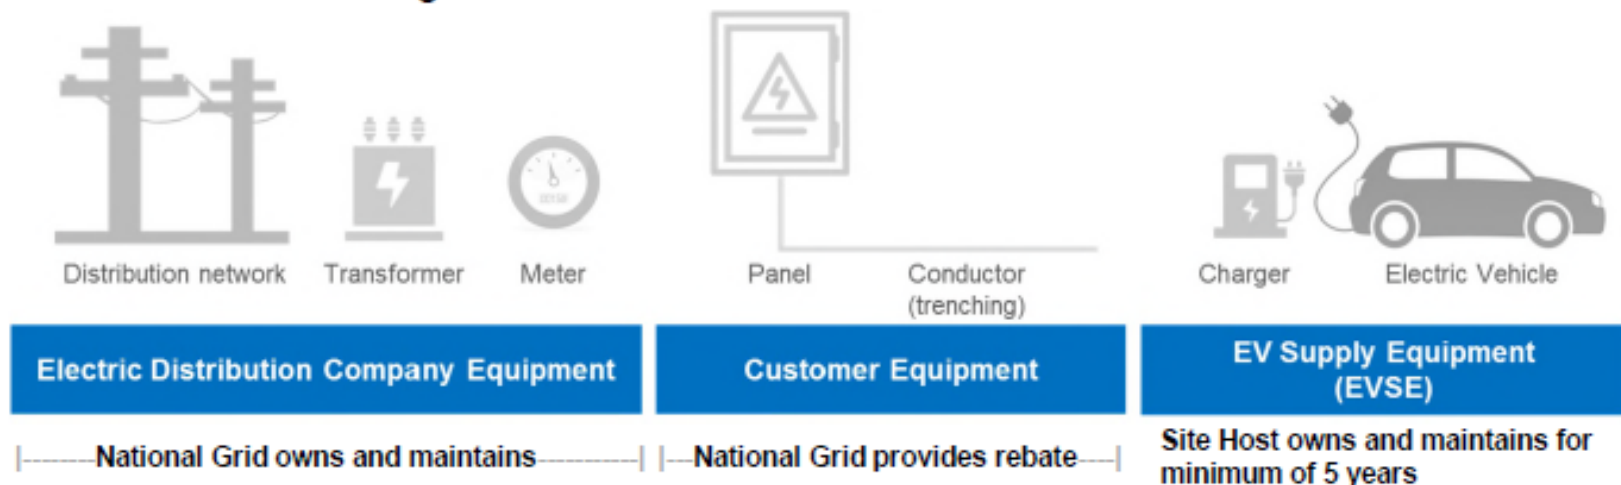 Distribution network
Transformer
Meter
Panel
Conductor
(trenching)
Charger
Electric Vehicle
Electric Distribution Company Equipment
Customer Equipment
EV Supply Equipment
(EVSE)
National Grid owns and maintains
National Grid provides rebate
Site Host owns and maintains for
minimum of 5 years